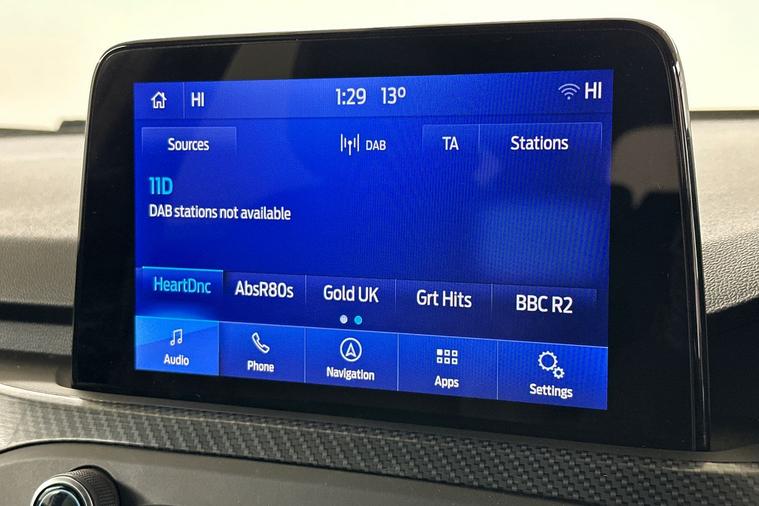 HI 1:29 13° HI
Sources DAB TA Stations
11D
DAB stations not available
HeartDnc AbsR80s Gold UK Grt Hits BBC R2
Audio Phone Navigation Apps Settings